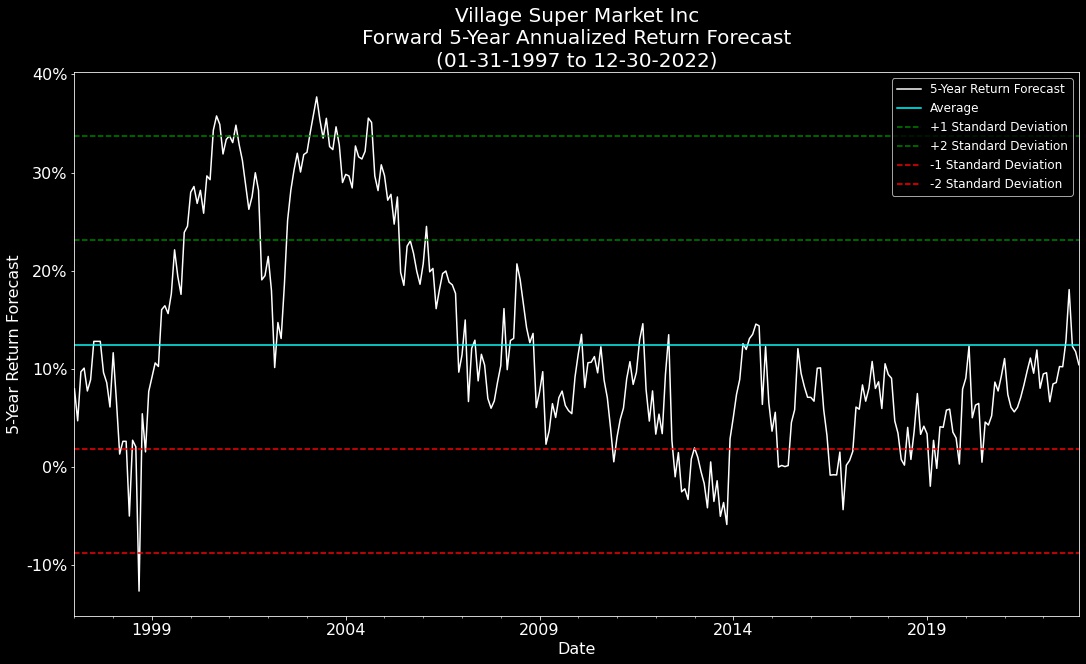 Village Super Market Inc
Forward 5-Year Annualized Return Forecast
(01-31-1997 to 12-30-2022)
40%
30%
20%
10%
0%
-10%
5-Year Return Forecast
5-Year Return Forecast
Average
+1 Standard Deviation
+2 Standard Deviation
-1 Standard Deviation
-2 Standard Deviation
1999 2004 2009 2014 2019
Date